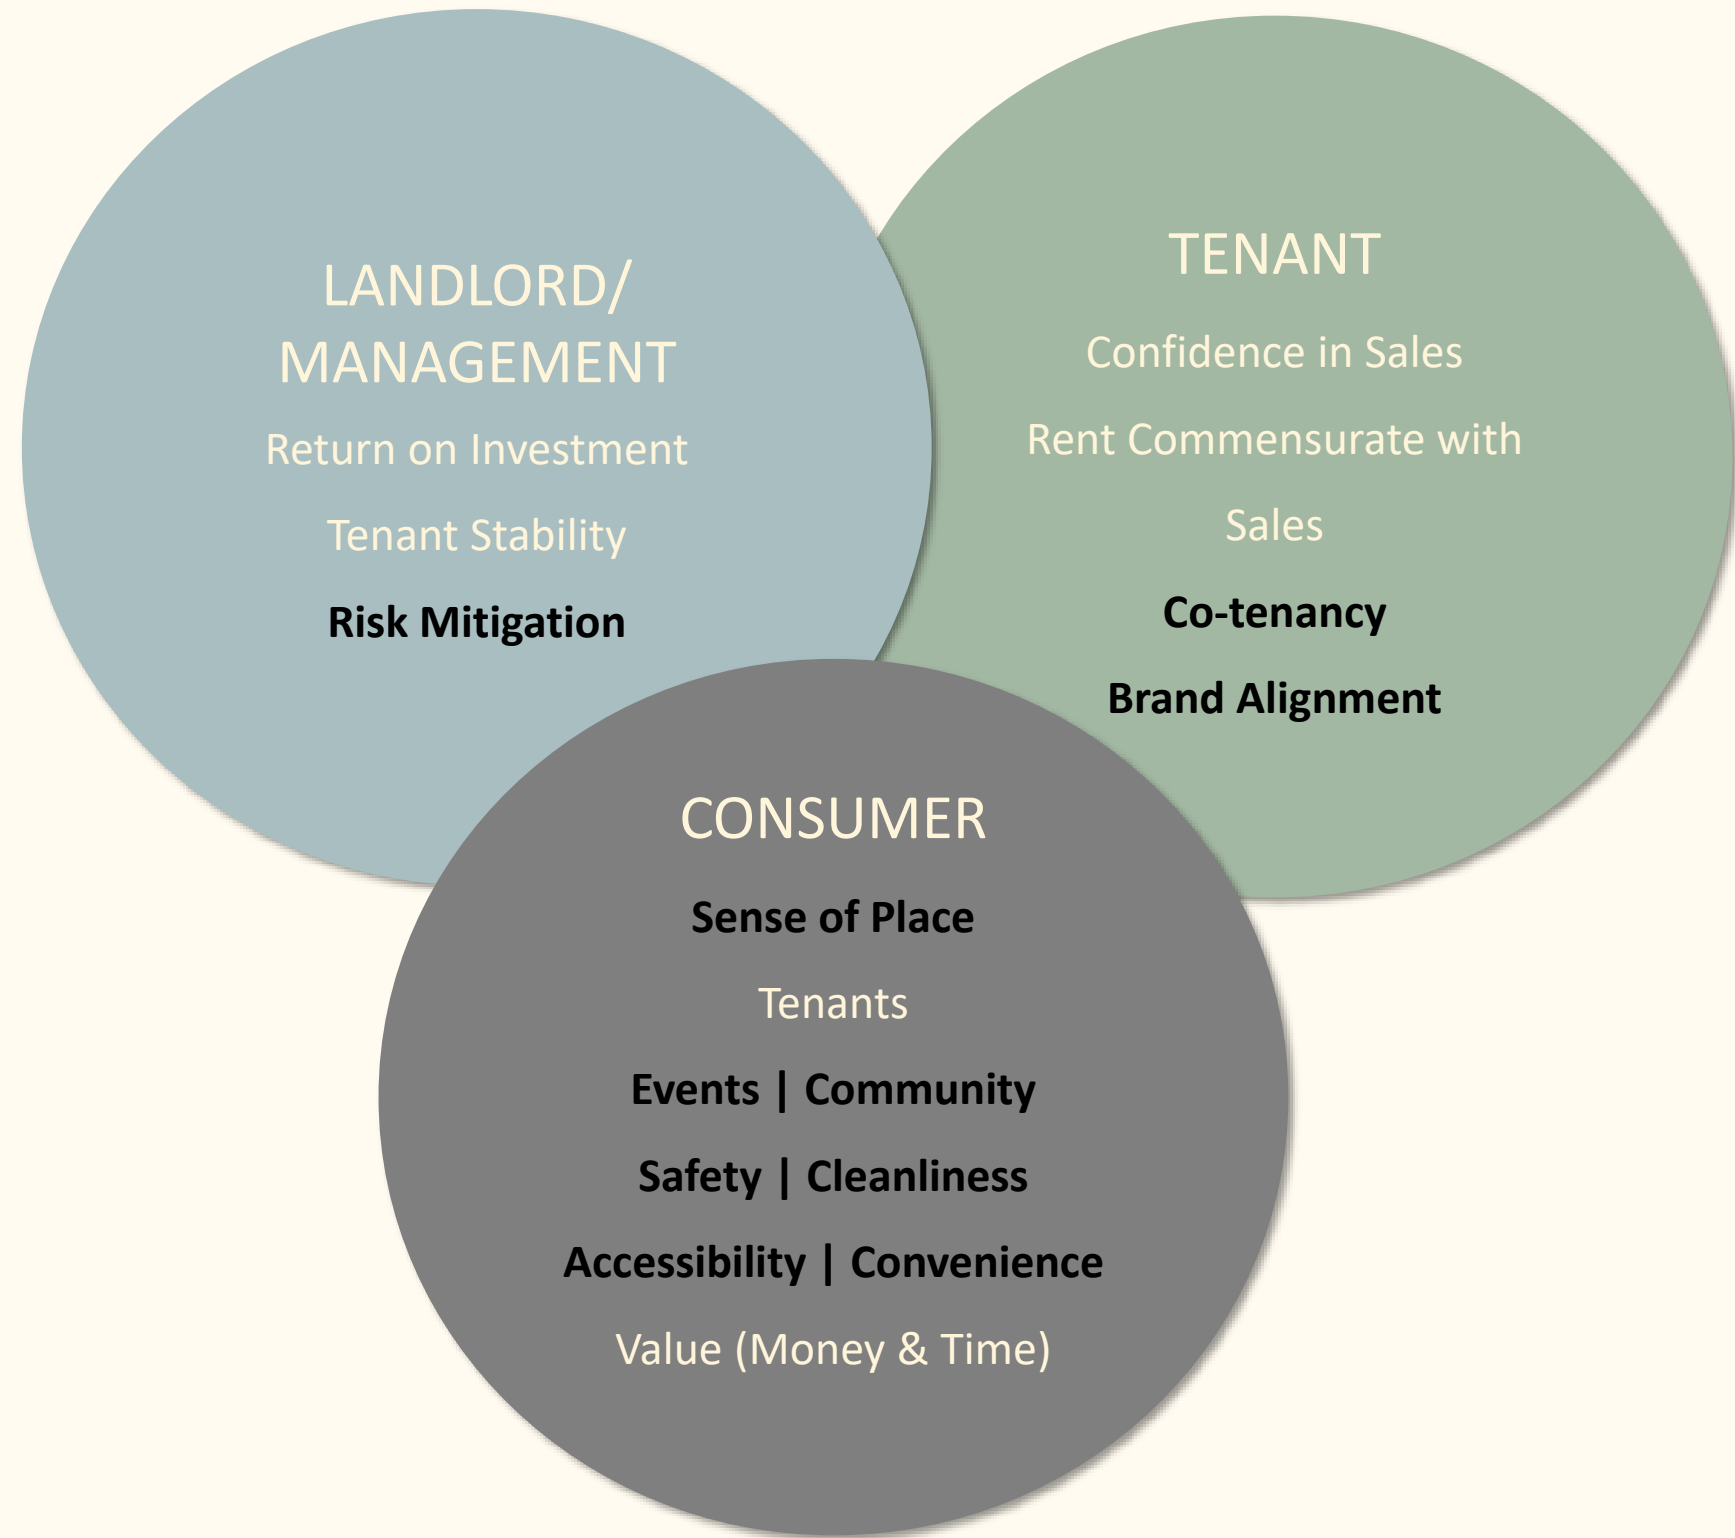 LANDLORD/
MANAGEMENT
Return on Investment
Tenant Stability
Risk Mitigation
TENANT
Confidence in Sales
Rent Commensurate with
Sales
Co-tenancy
Brand Alignment
CONSUMER
Sense of Place
Tenants
Events | Community
Safety | Cleanliness
Accessibility | Convenience
Value (Money & Time)